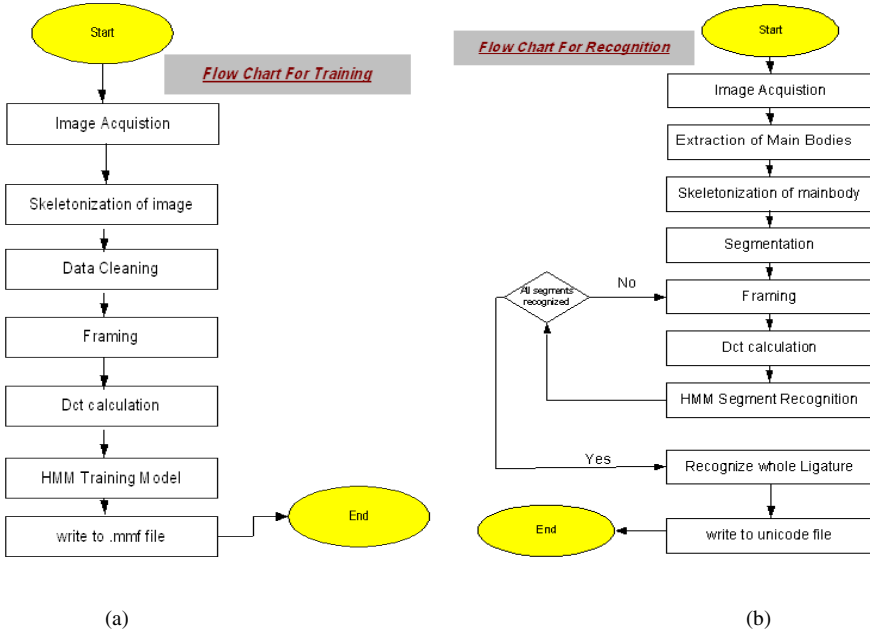 Start
Flow Chart For Training
Image Acquistion
Skeletonization of image
Data Cleaning
Framing
Dct calculation
HMM Training Model
write to .mmf file
End
(a)
Flow Chart For Recognition
Start
Image Acquistion
Extraction of Main Bodies
Skeletonization of mainbody
Segmentation
All segments
recognized
No
Framing
Dct calculation
HMM Segment Recognition
Yes
Recognize whole Ligature
write to unicode file
End
(b)